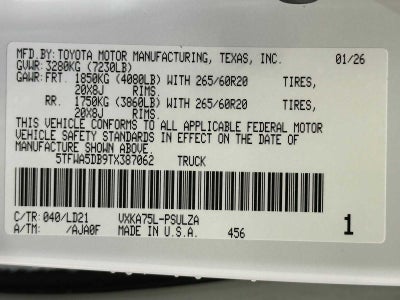 MFD.BY:TOYOTA MOTOR MANUFACTURING, TEXAS, INC. 01/26
GVWR:3280KG (7230LB)
GAWR:FRT. 1850KG (4080LB) WITH 265/60R20 TIRES,
20X8J RIMS.
RR. 1750KG (3860LB) WITH 265/60R20 TIRES,
20X8J RIMS.
THIS VEHICLE CONFORMS TO ALL APPLICABLE FEDERAL MOTOR
VEHICLE SAFETY STANDARDS IN EFFECT ON THE DATE OF
MANUFACTURE SHOWN ABOVE.
5TFWA5DB9TX387062 TRUCK
C/TR:040/LD21 VXKA75L-PSULZA
A/TM: /AJA0F MADE IN U.S.A. 456 1